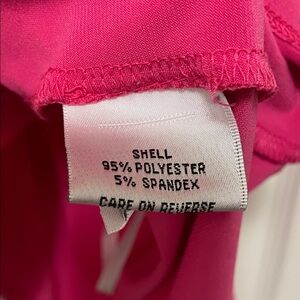 SHELL
95% POLYESTER
5% SPANDEX
CARE ON REVERSE